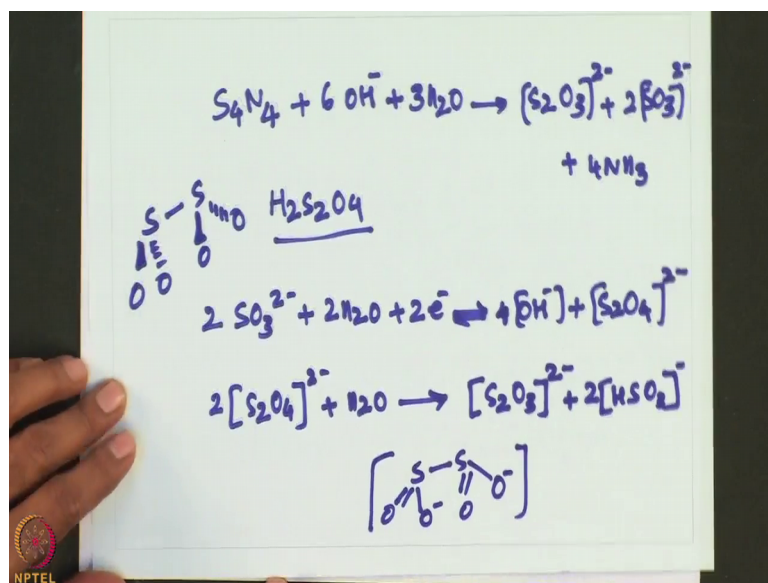 S4N4 + 6 OH⁻ + 3H2O → [S2O3]²⁻ + 2[SO3]²⁻
+ 4NH3
S S O O O O
H2S2O4
2 SO3²⁻ + 2H2O + 2e⁻ ⇌ 4[OH⁻] + [S2O4]²⁻
2[S2O4]²⁻ + H2O → [S2O3]²⁻ + 2[HSO3]⁻
[S S O O⁻ O O⁻]
NPTEL